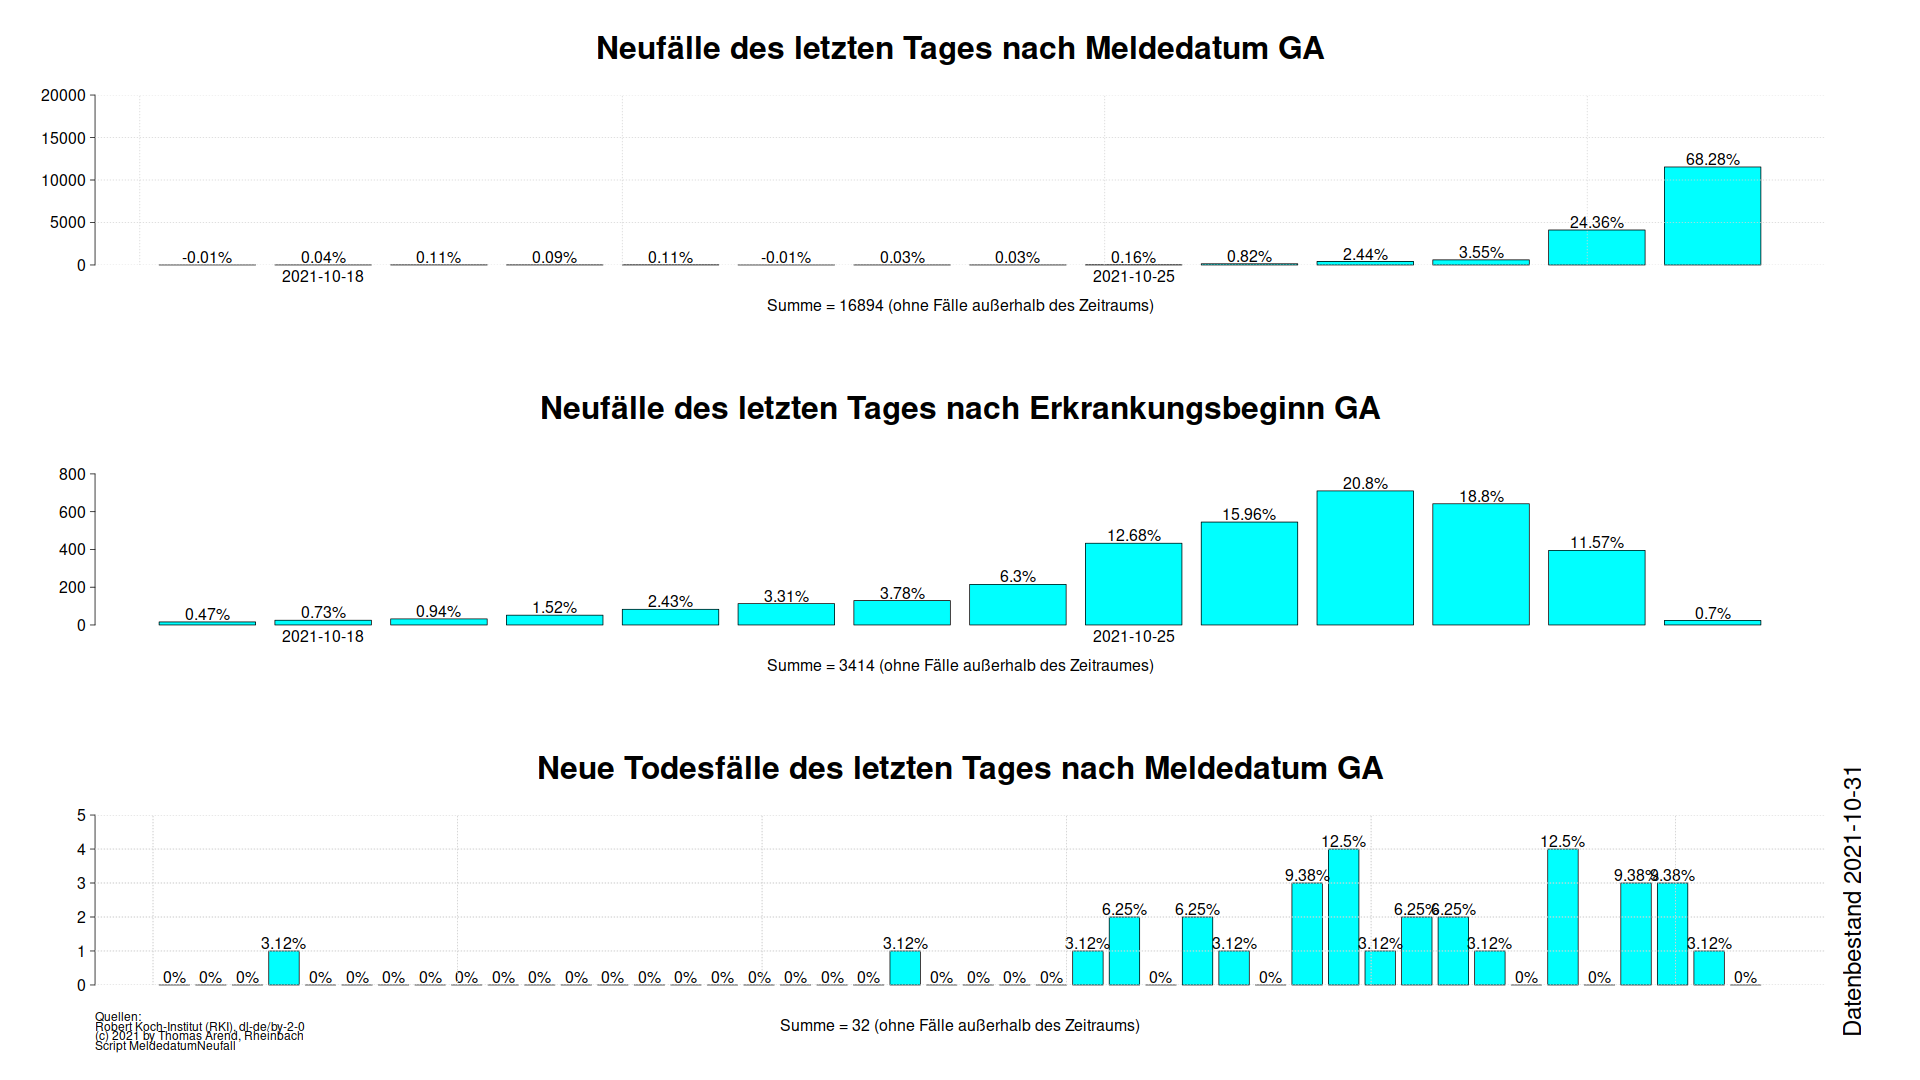 Neufälle des letzten Tages nach Meldedatum GA
20000
15000
10000
5000
0
-0.01% 0.04% 0.11% 0.09% 0.11% -0.01% 0.03% 0.03% 0.16% 0.82% 2.44% 3.55% 24.36% 68.28%
2021-10-18 2021-10-25
Summe = 16894 (ohne Fälle außerhalb des Zeitraums)
Neufälle des letzten Tages nach Erkrankungsbeginn GA
800
600
400
200
0
0.47% 0.73% 0.94% 1.52% 2.43% 3.31% 3.78% 6.3% 12.68% 15.96% 20.8% 18.8% 11.57% 0.7%
2021-10-18 2021-10-25
Summe = 3414 (ohne Fälle außerhalb des Zeitraumes)
Neue Todesfälle des letzten Tages nach Meldedatum GA
5
4
3
2
1
0
0% 0% 0% 3.12% 0% 0% 0% 0% 0% 0% 0% 0% 0% 0% 0% 0% 0% 0% 0% 0% 3.12% 0% 0% 0% 0% 3.12% 6.25% 0% 6.25% 3.12% 0% 9.38% 12.5% 3.12% 6.25% 6.25% 3.12% 0% 12.5% 0% 9.38% 9.38% 3.12% 0%
Summe = 32 (ohne Fälle außerhalb des Zeitraums)
Quellen:
Robert Koch-Institut (RKI), dl-de/by-2-0
(c) 2021 by Thomas Arend, Rheinbach
Script MeldedatumNeufall
Datenbestand 2021-10-31